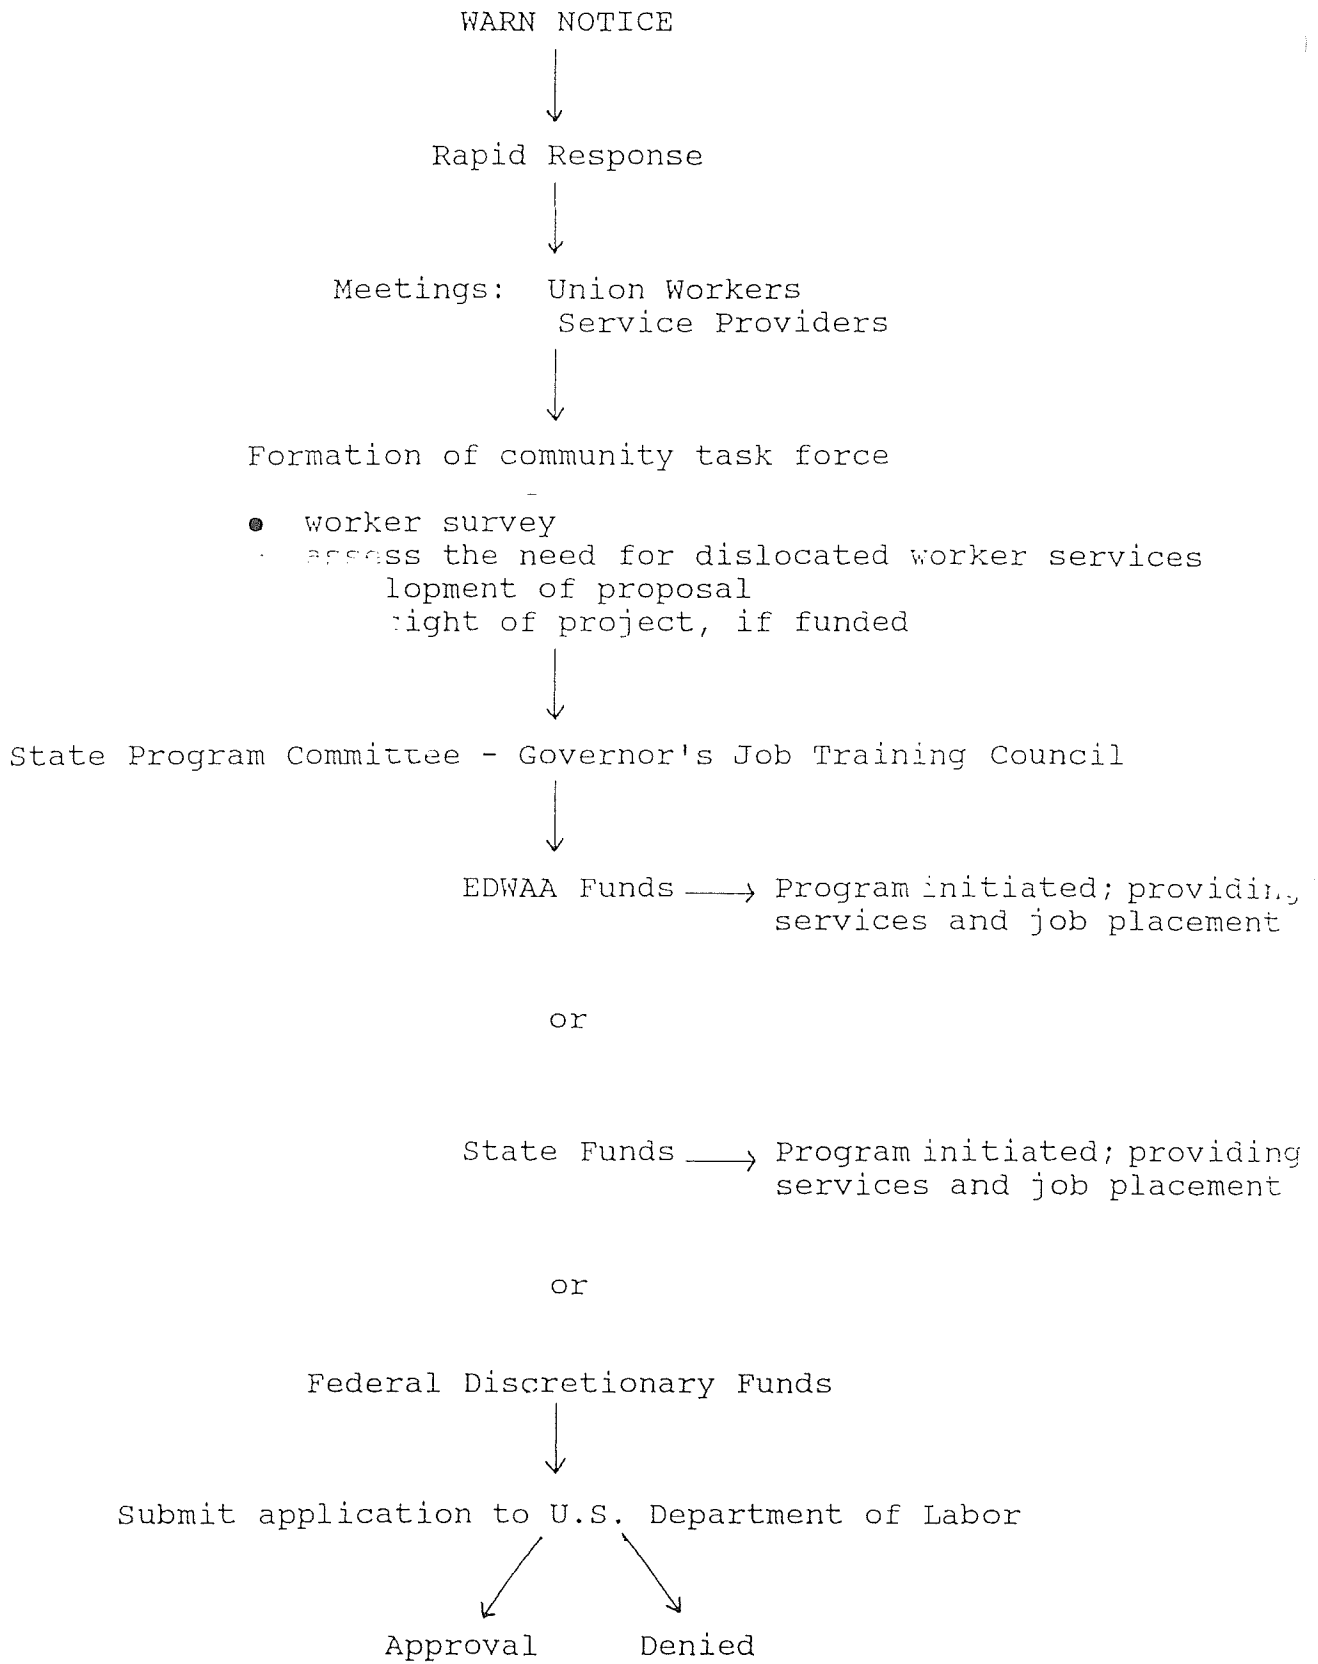 WARN NOTICE
Rapid Response
Meetings: Union Workers
Service Providers
Formation of community task force
• worker survey
the need for dislocated worker services
of proposal
of project, if funded
State Program Committee - Governor's Job Training Council
EDWAA Funds Program initiated; providing
services and job placement
or
State Funds Program initiated; providing
services and job placement
or
Federal Discretionary Funds
Submit application to U.S. Department of Labor
Approval Denied